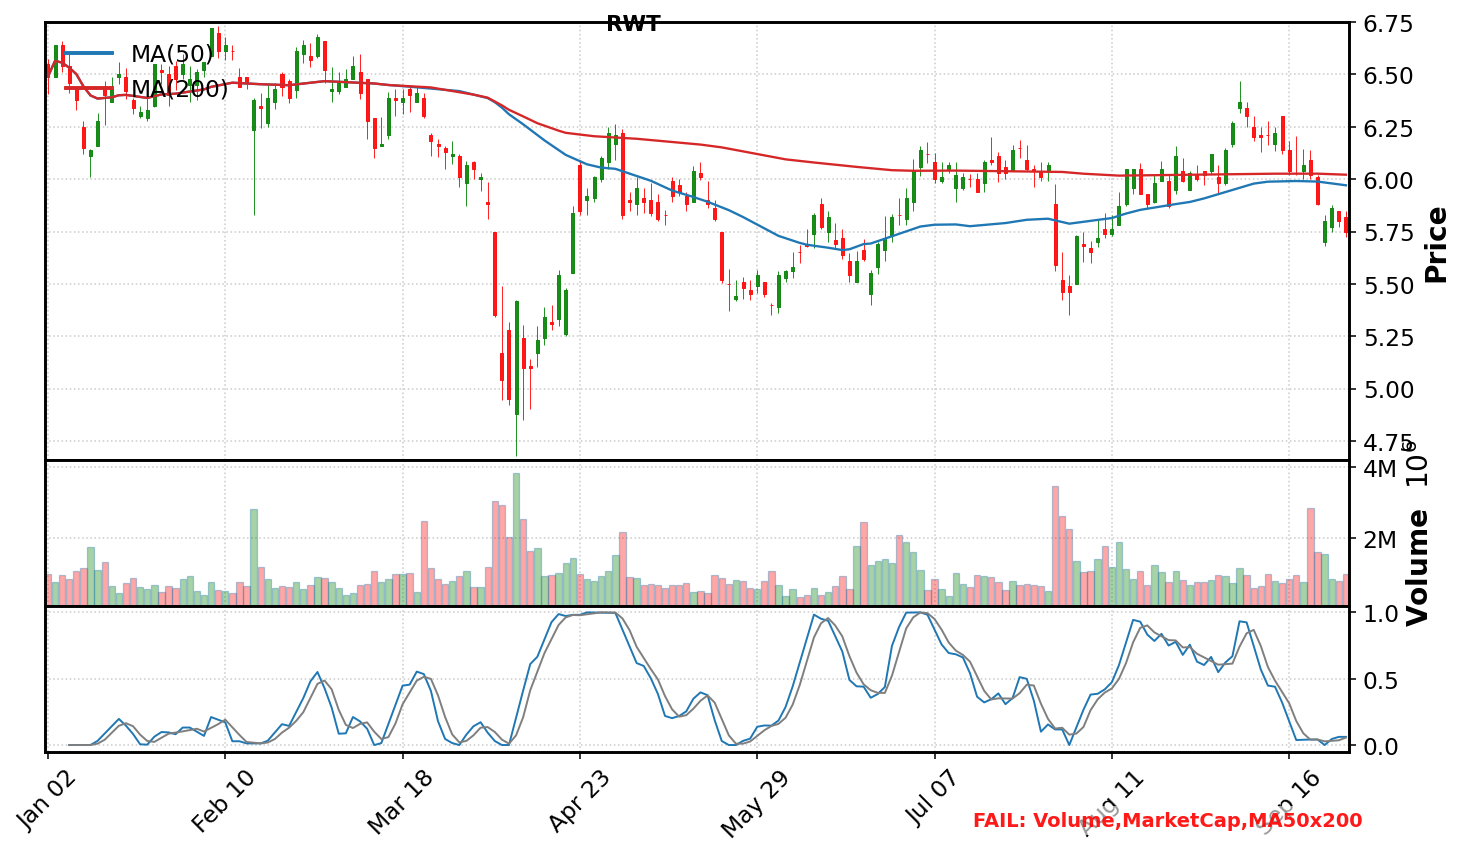 RWT
MA(50)
MA(200)
6.75
6.50
6.25
6.00
5.75
5.50
5.25
5.00
4.75
Price
4M
2M
Volume 10⁶
1.0
0.5
0.0
Jan 02
Feb 10
Mar 18
Apr 23
May 29
Jul 07
Aug 11
Sep 16
FAIL: Volume,MarketCap,MA50x200